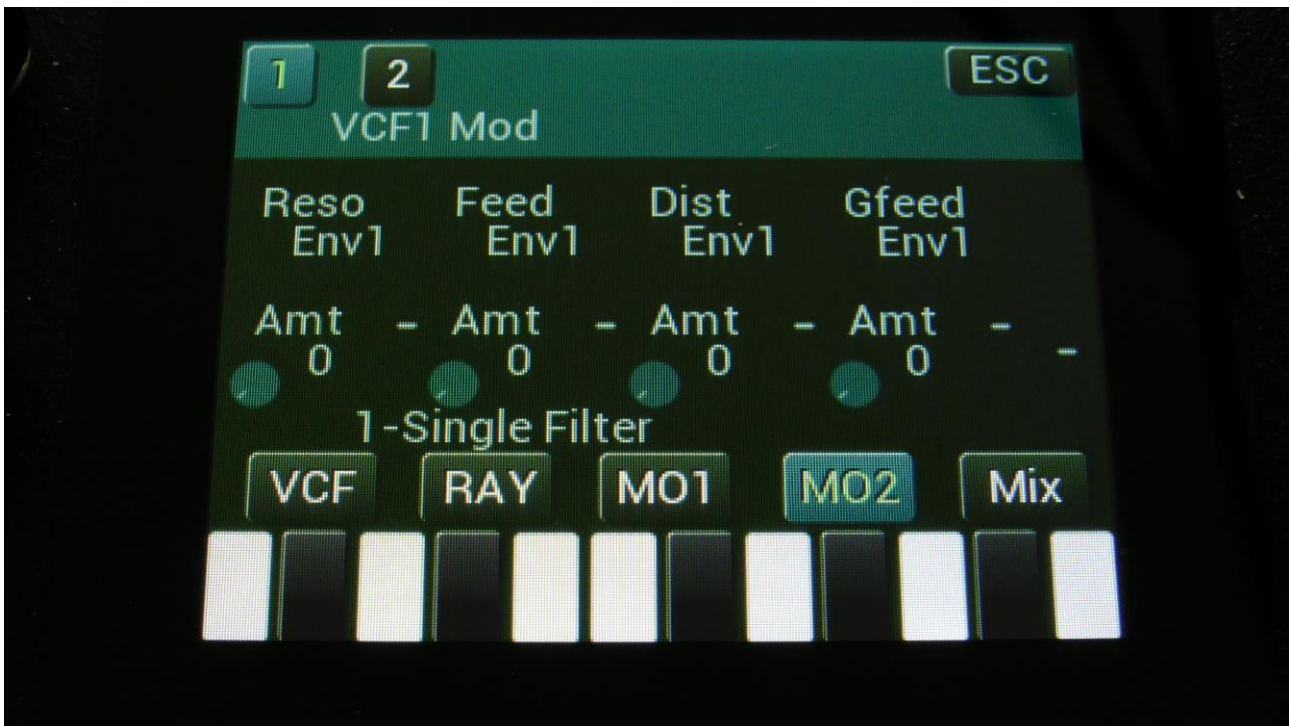 1 2 ESC
VCF1 Mod
Reso Feed Dist Gfeed
Env1 Env1 Env1 Env1
Amt - Amt - Amt - Amt -
0 0 0 0 -
1-Single Filter
VCF RAY MO1 MO2 Mix